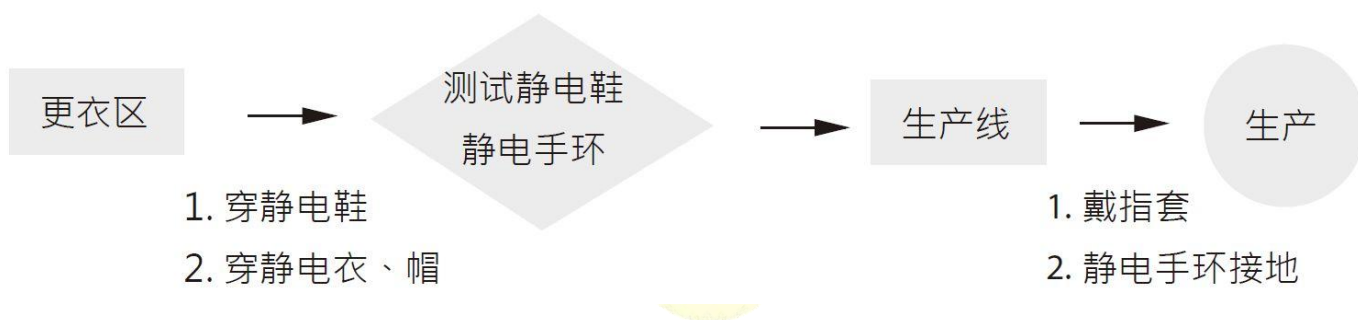 更衣区
测试静电鞋
静电手环
生产线
生产
1. 穿静电鞋
2. 穿静电衣、帽
1. 戴指套
2. 静电手环接地